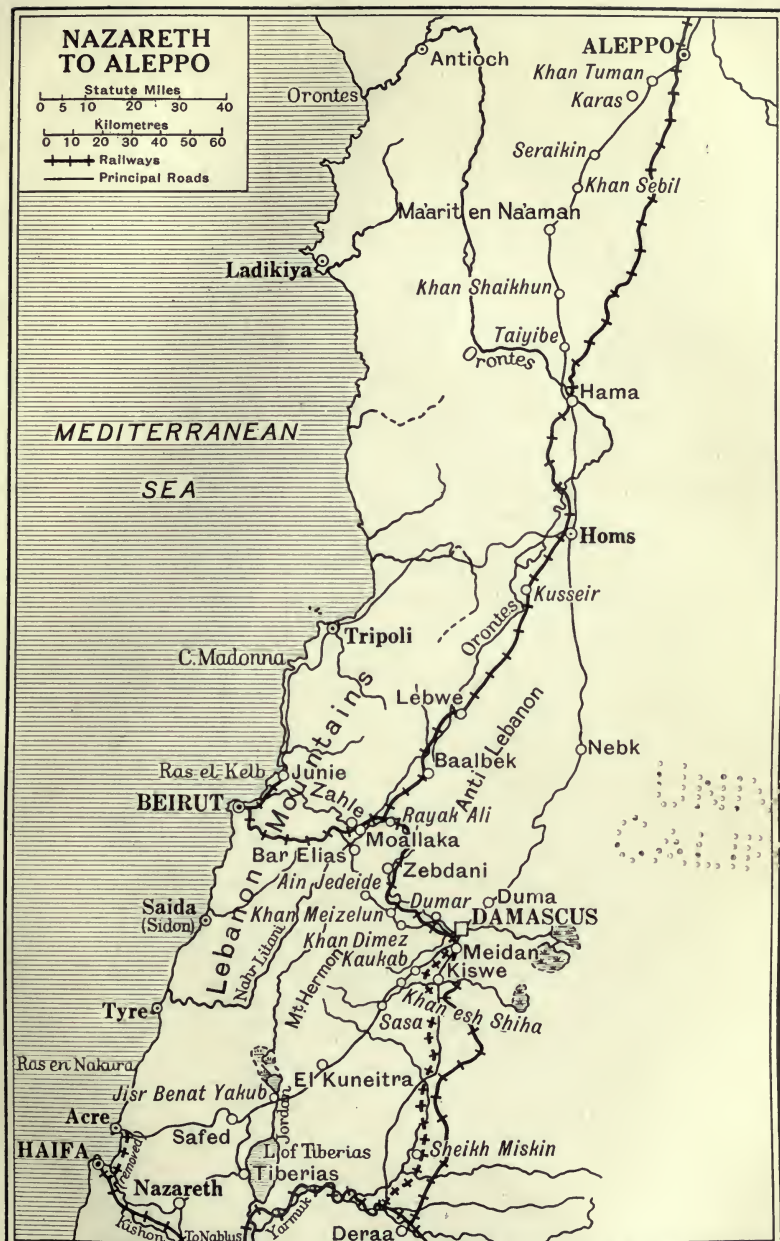 NAZARETH
TO ALEPPO
Statute Miles
0 5 10 20 30 40
Kilometres
0 10 20 30 40 50 60
Railways
Principal Roads
ALEPPO
Antioch
Khan Tuman
Orontes
Karas
Seraikin
Khan Sebil
Ma'arit en Na'aman
Ladikiya
Khan Shaikhun
Taiyibe
Orontes
Hama
MEDITERRANEAN
SEA
Homs
Kusseir
Orontes
Tripoli
C. Madonna
Lebwe
Nebk
Anti Lebanon
Baalbek
Ras el Kelb
Junie
Lebanon Mountains
Zahle
BEIRUT
Rayak Ali
Moallaka
Bar Elias
Zebdani
Ain Jedeide
Dumar
Duma
Saida
(Sidon)
Khan Meizelun
DAMASCUS
Khan Dimez
Meidan
Nahr Litani
Kaukab
Kiswe
Mt. Hermon
Khan esh Shiha
Tyre
Sasa
Ras en Nakura
El Kuneitra
Jisr Benat Yakub
Jordan
Acre
Safed
L. of Tiberias
Sheikh Miskin
HAIFA
(removed)
Tiberias
Nazareth
Kishon
To Nablus
Yarmuk
Deraa